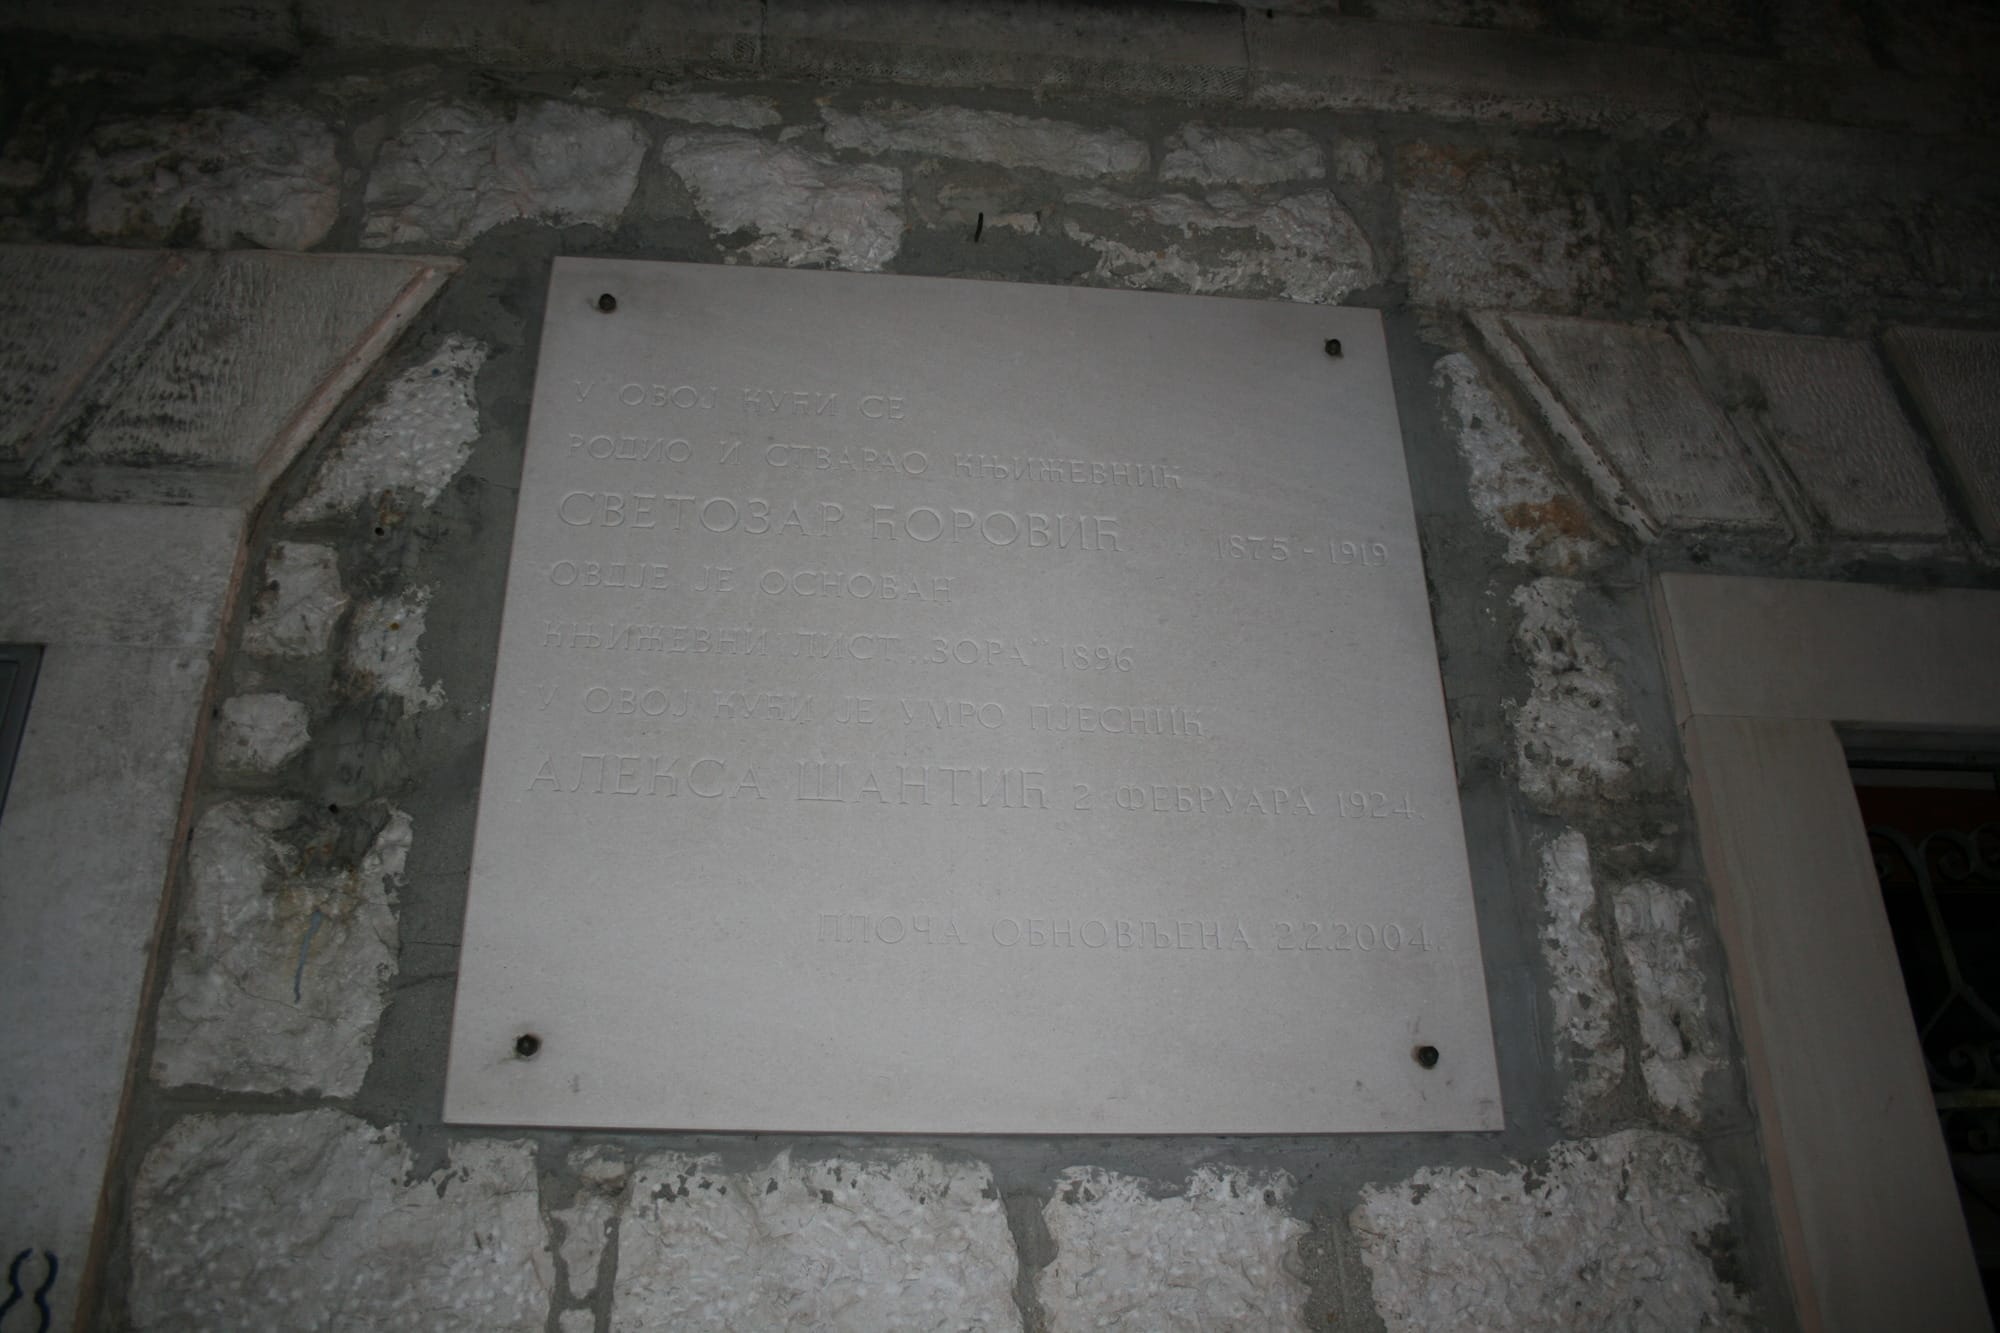 У ОВОЈ КУЋИ СЕ
РОДИО И СТВАРАО КЊИЖЕВНИК
СВЕТОЗАР ЋОРОВИЋ 1875 - 1919
ОВДЈЕ ЈЕ ОСНОВАН
КЊИЖЕВНИ ЛИСТ „ЗОРА“ 1896
У ОВОЈ КУЋИ ЈЕ УМРО ПЈЕСНИК
АЛЕКСА ШАНТИЋ 2 ФЕБРУАРА 1924.
ПЛОЧА ОБНОВЉЕНА 2.2.2004.